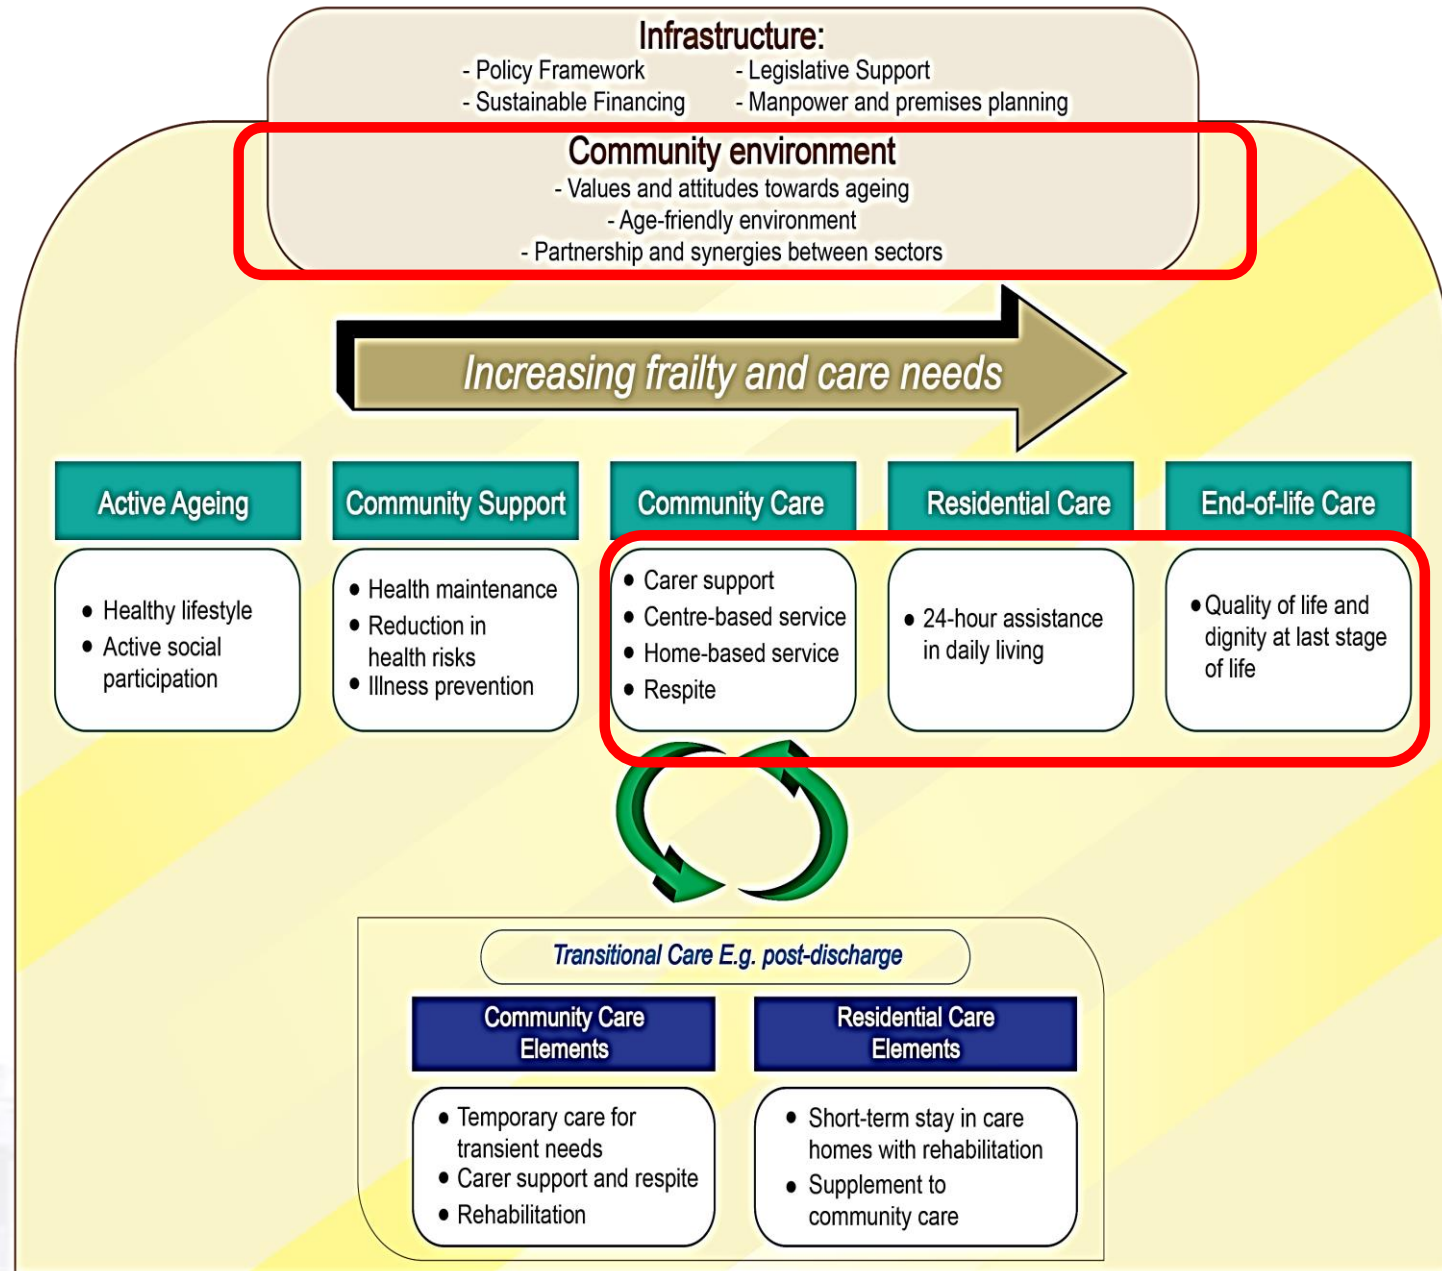 Infrastructure:
- Policy Framework - Legislative Support
- Sustainable Financing - Manpower and premises planning
Community environment
- Values and attitudes towards ageing
- Age-friendly environment
- Partnership and synergies between sectors
Increasing frailty and care needs
Active Ageing
• Healthy lifestyle
• Active social
participation
Community Support
• Health maintenance
• Reduction in
health risks
• Illness prevention
Community Care
• Carer support
• Centre-based service
• Home-based service
• Respite
Residential Care
• 24-hour assistance
in daily living
End-of-life Care
• Quality of life and
dignity at last stage
of life
Transitional Care E.g. post-discharge
Community Care
Elements
• Temporary care for
transient needs
• Carer support and respite
• Rehabilitation
Residential Care
Elements
• Short-term stay in care
homes with rehabilitation
• Supplement to
community care